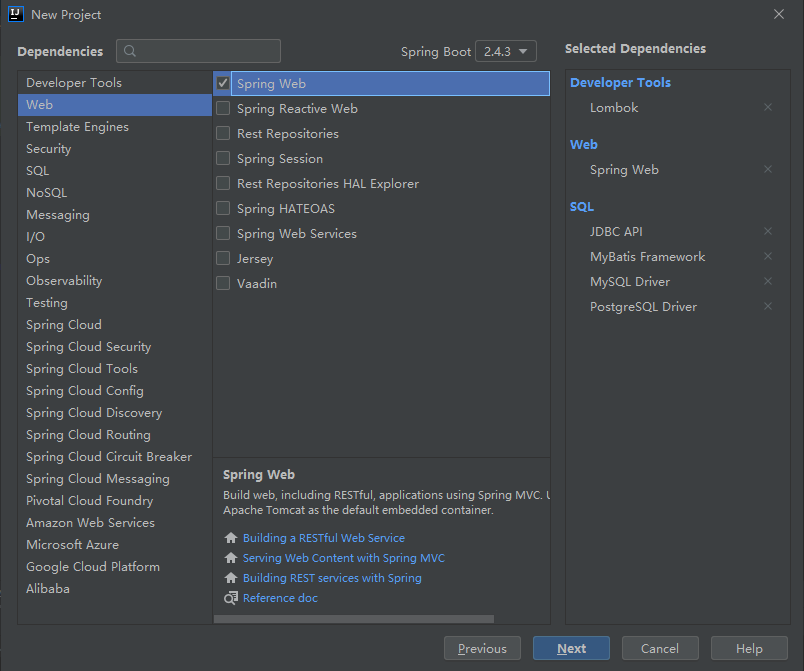 New Project
Dependencies
Spring Boot 2.4.3
Developer Tools
Web
Template Engines
Security
SQL
NoSQL
Messaging
I/O
Ops
Observability
Testing
Spring Cloud
Spring Cloud Security
Spring Cloud Tools
Spring Cloud Config
Spring Cloud Discovery
Spring Cloud Routing
Spring Cloud Circuit Breaker
Spring Cloud Messaging
Pivotal Cloud Foundry
Amazon Web Services
Microsoft Azure
Google Cloud Platform
Alibaba
Spring Web
Spring Reactive Web
Rest Repositories
Spring Session
Rest Repositories HAL Explorer
Spring HATEOAS
Spring Web Services
Jersey
Vaadin
Spring Web
Build web, including RESTful, applications using Spring MVC.
Apache Tomcat as the default embedded container.
Building a RESTful Web Service
Serving Web Content with Spring MVC
Building REST services with Spring
Reference doc
Selected Dependencies
Developer Tools
Lombok
Web
Spring Web
SQL
JDBC API
MyBatis Framework
MySQL Driver
PostgreSQL Driver
Previous
Next
Cancel
Help